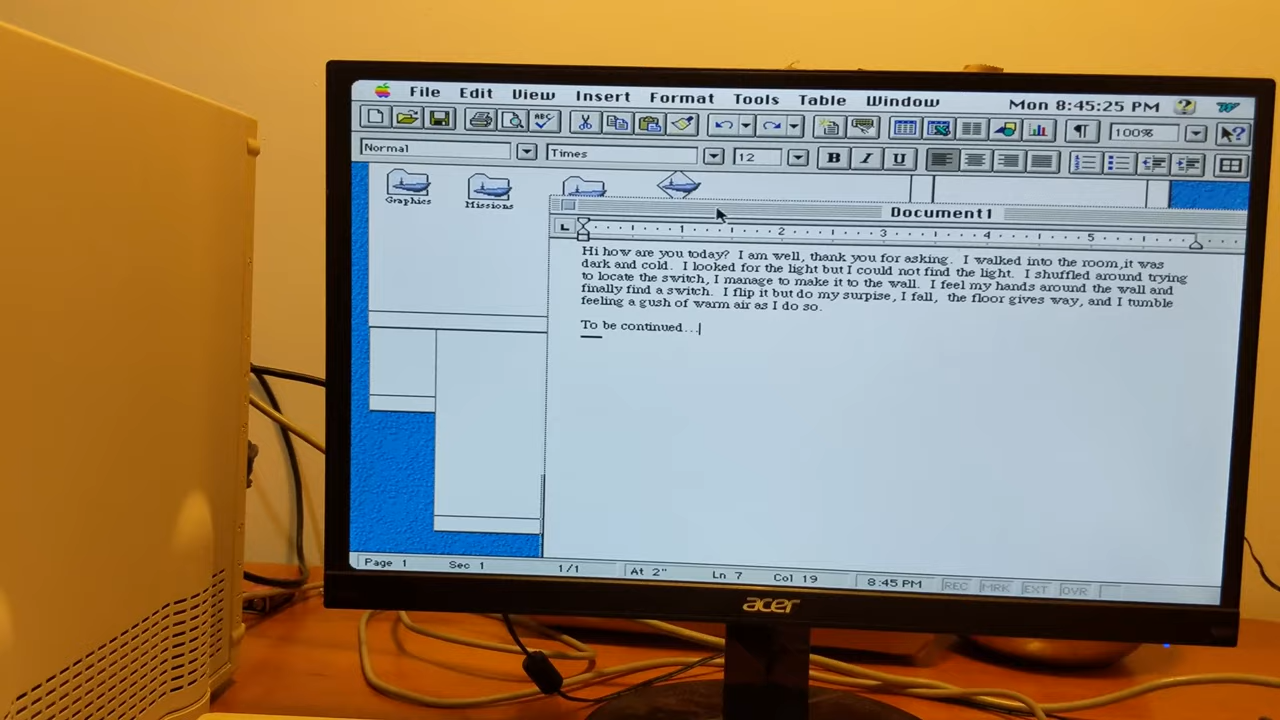 File Edit View Insert Format Tools Table Window Mon 8:45:25 PM ?
ABC 100% ?
Normal Times 12 B I U
Graphics Missions
Document1
1 2 3 4 5
Hi how are you today? I am well, thank you for asking. I walked into the room,it was
dark and cold. I looked for the light but I could not find the light. I shuffled around trying
to locate the switch, I manage to make it to the wall. I feel my hands around the wall and
finally find a switch. I flip it but do my surpise, I fall, the floor gives way, and I tumble
feeling a gush of warm air as I do so.
To be continued...
Page 1 Sec 1 1/1 At 2" Ln 7 Col 19 8:45 PM REC MRK EXT OVR
acer